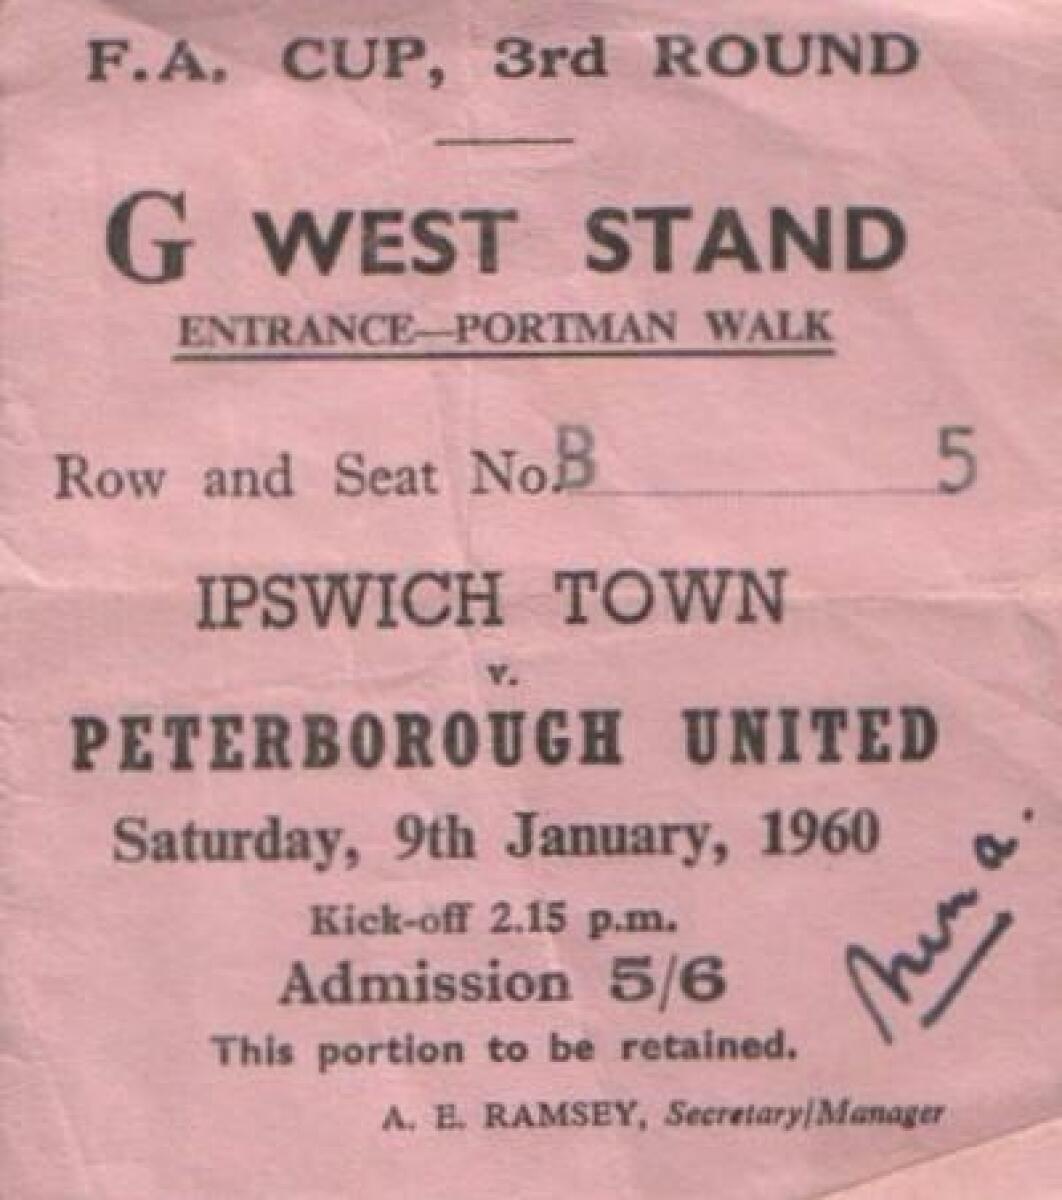 F.A. CUP, 3rd ROUND
G WEST STAND
ENTRANCE—PORTMAN WALK
Row and Seat No. B 5
IPSWICH TOWN
v.
PETERBOROUGH UNITED
Saturday, 9th January, 1960
Kick-off 2.15 p.m.
Admission 5/6
This portion to be retained.
A. E. RAMSEY, Secretary/Manager